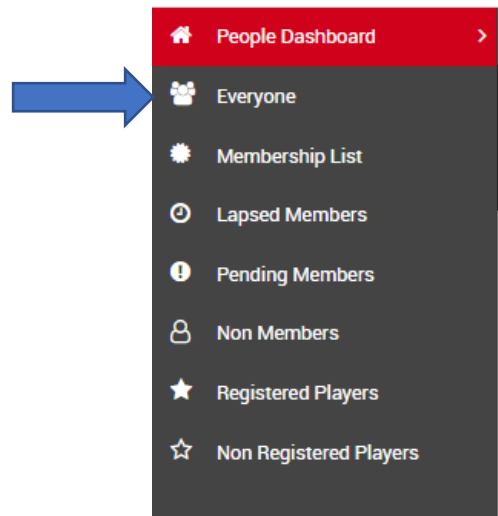 People Dashboard
Everyone
Membership List
Lapsed Members
Pending Members
Non Members
Registered Players
Non Registered Players